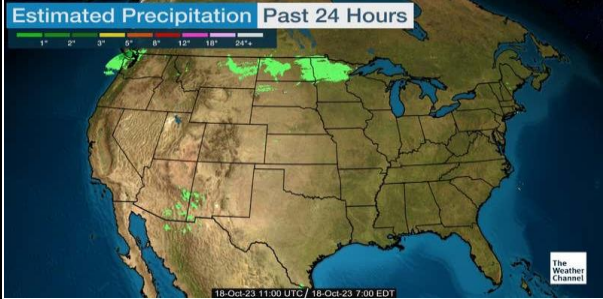 Estimated Precipitation Past 24 Hours
1" 2" 3" 5" 8" 12" 18" 24"+
The
Weather
Channel
18-Oct-23 11:00 UTC / 18-Oct-23 7:00 EDT